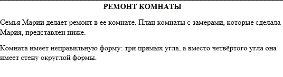 РЕМОНТ КОМНАТЫ
Семья Марии делает ремонт в ее комнате. План комнаты с замерами, которые сделала
Мария, представлен ниже.
Комната имеет неправильную форму: три прямых угла, а вместо четвёртого угла она
имеет стену округлой формы.